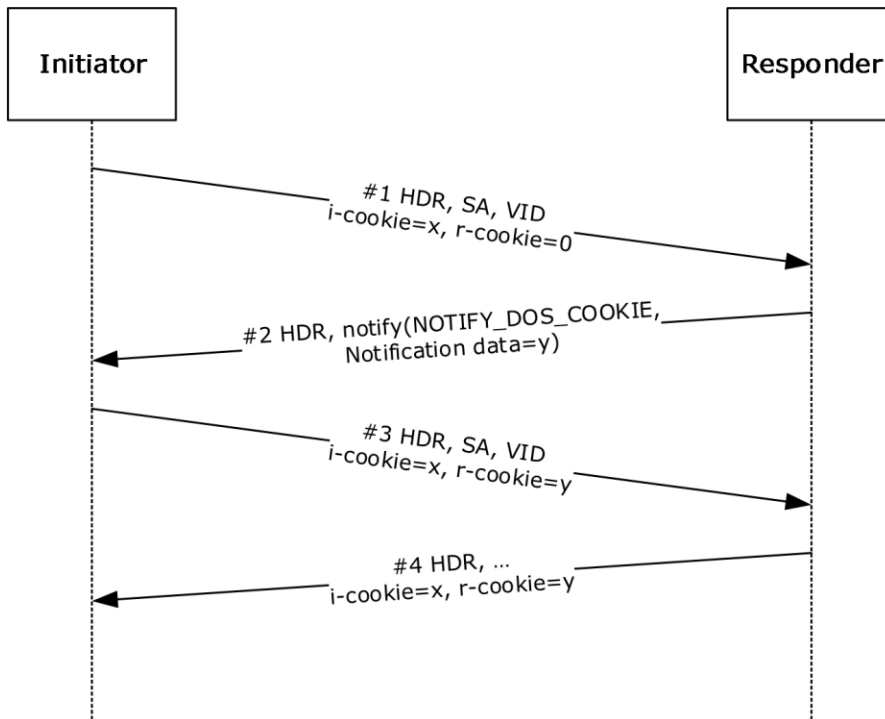 Initiator
Responder
#1 HDR, SA, VID
i-cookie=x, r-cookie=0
#2 HDR, notify(NOTIFY_DOS_COOKIE,
Notification data=y)
#3 HDR, SA, VID
i-cookie=x, r-cookie=y
#4 HDR, ...
i-cookie=x, r-cookie=y